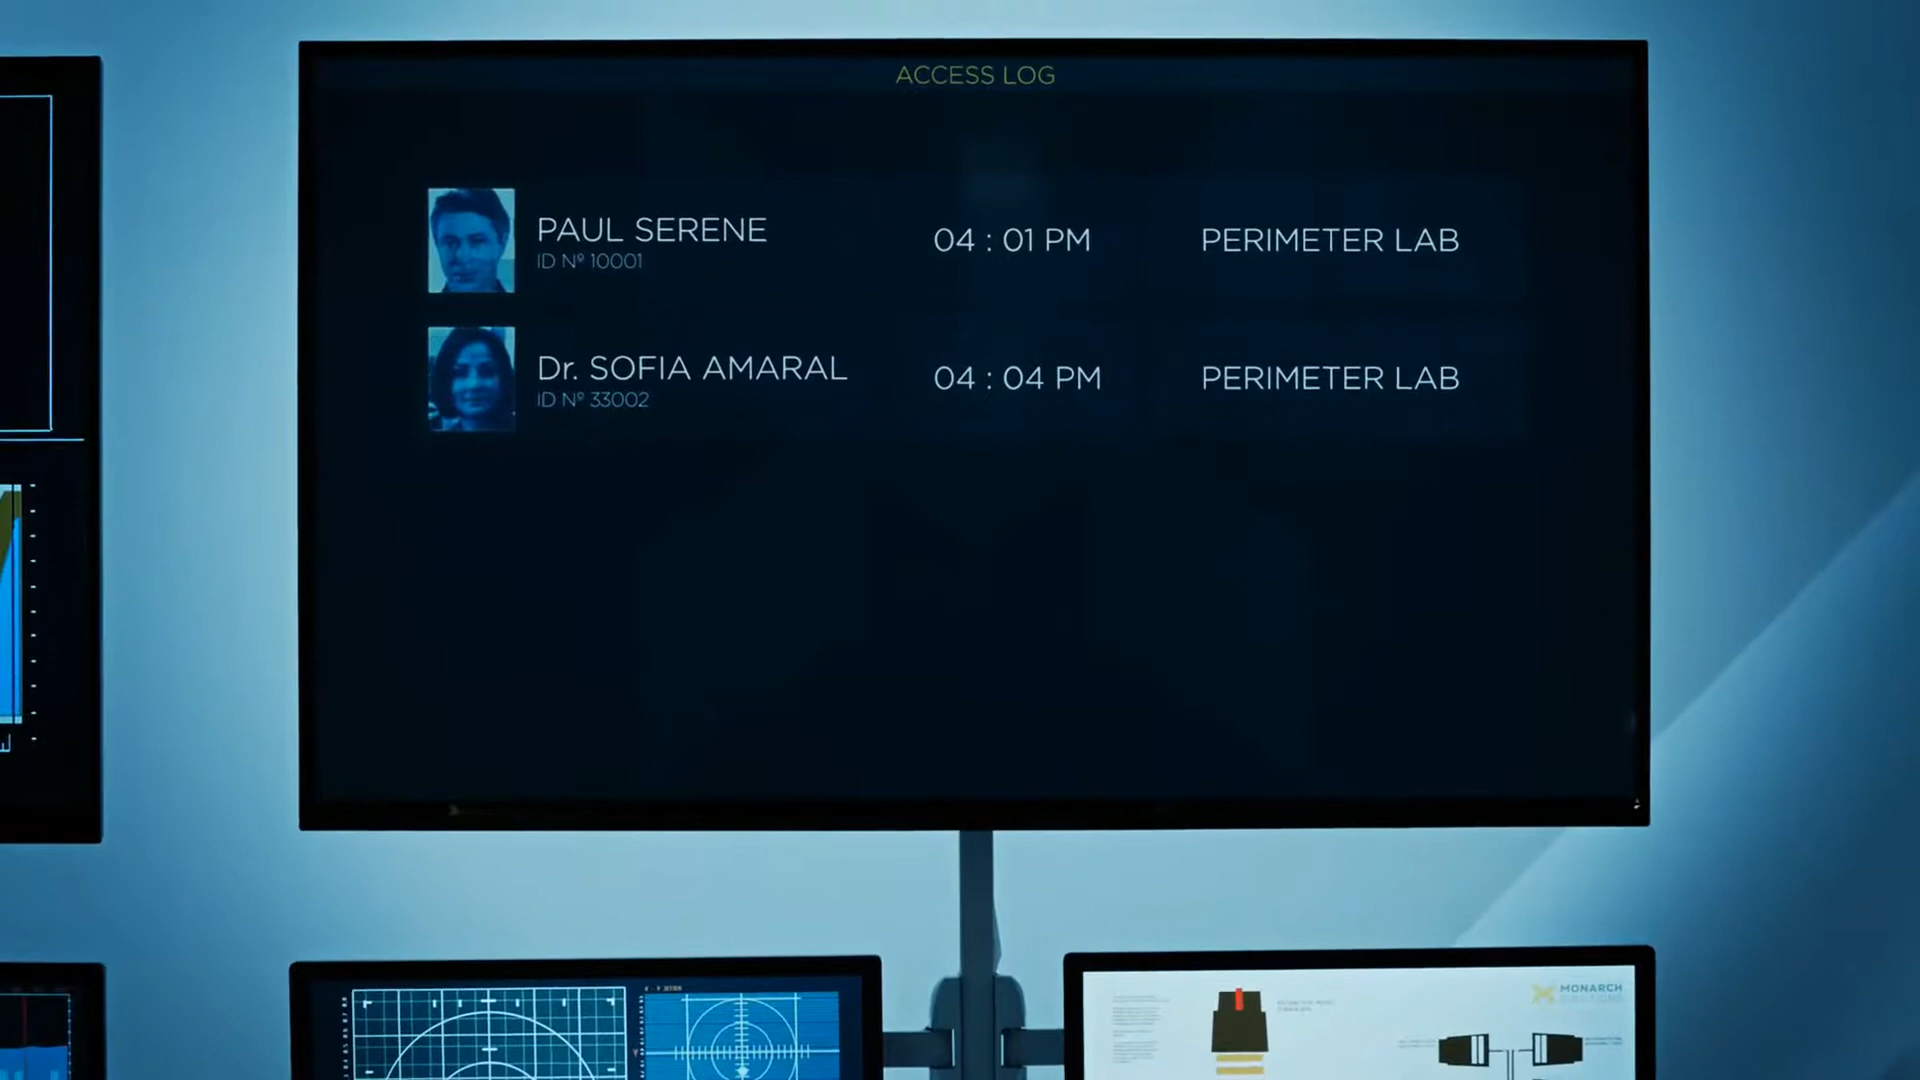 ACCESS LOG
PAUL SERENE
ID Nº 10001
04 : 01 PM
PERIMETER LAB
Dr. SOFIA AMARAL
ID Nº 33002
04 : 04 PM
PERIMETER LAB
MONARCH
SOLUTIONS